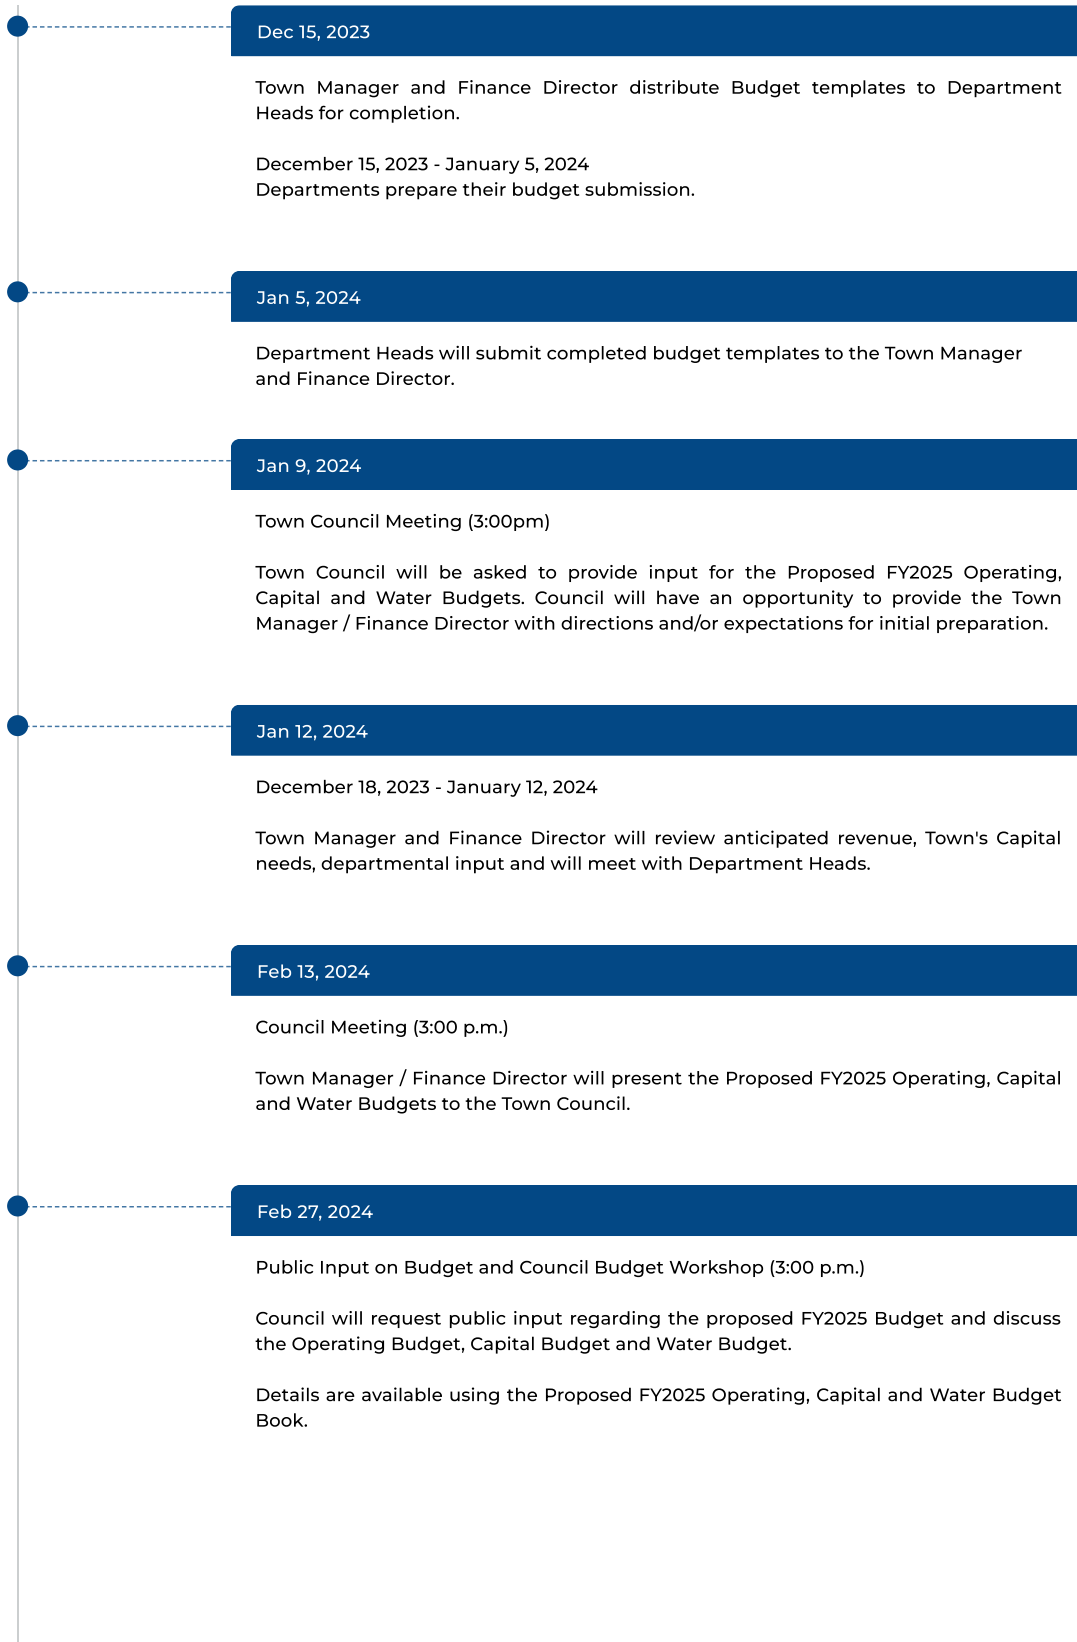 Dec 15, 2023
Town Manager and Finance Director distribute Budget templates to Department
Heads for completion.
December 15, 2023 - January 5, 2024
Departments prepare their budget submission.
Jan 5, 2024
Department Heads will submit completed budget templates to the Town Manager
and Finance Director.
Jan 9, 2024
Town Council Meeting (3:00pm)
Town Council will be asked to provide input for the Proposed FY2025 Operating,
Capital and Water Budgets. Council will have an opportunity to provide the Town
Manager / Finance Director with directions and/or expectations for initial preparation.
Jan 12, 2024
December 18, 2023 - January 12, 2024
Town Manager and Finance Director will review anticipated revenue, Town's Capital
needs, departmental input and will meet with Department Heads.
Feb 13, 2024
Council Meeting (3:00 p.m.)
Town Manager / Finance Director will present the Proposed FY2025 Operating, Capital
and Water Budgets to the Town Council.
Feb 27, 2024
Public Input on Budget and Council Budget Workshop (3:00 p.m.)
Council will request public input regarding the proposed FY2025 Budget and discuss
the Operating Budget, Capital Budget and Water Budget.
Details are available using the Proposed FY2025 Operating, Capital and Water Budget
Book.